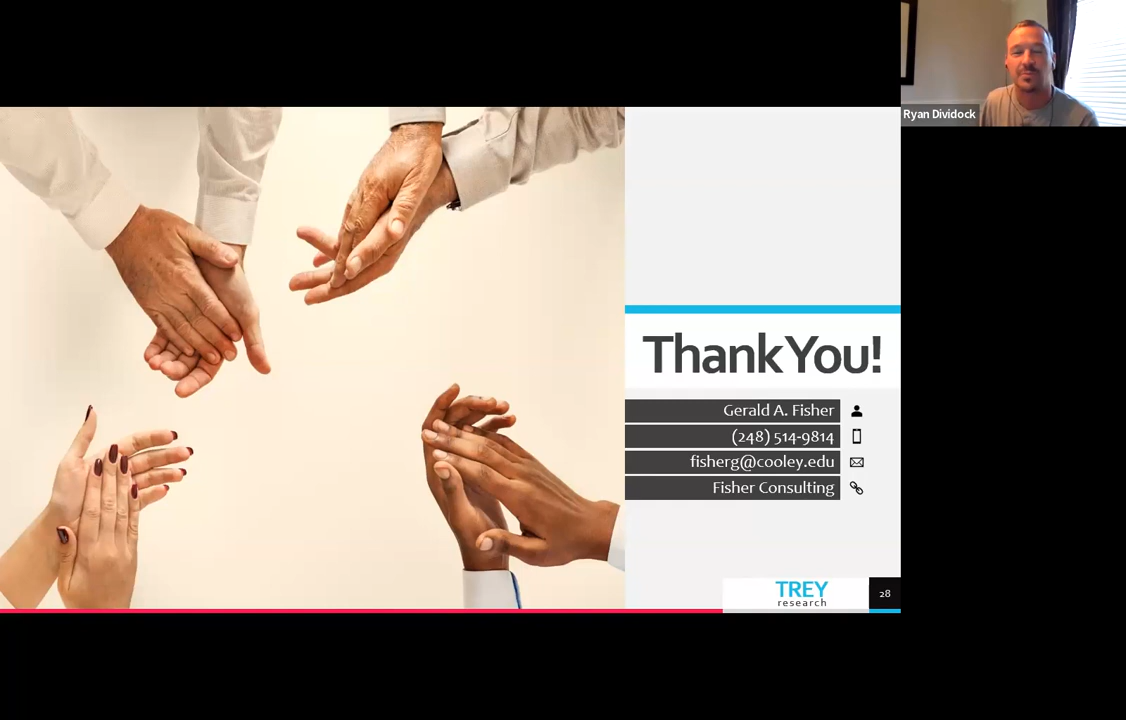 Ryan Dividock
Thank You!
Gerald A. Fisher
(248) 514-9814
fisherg@cooley.edu
Fisher Consulting
TREY
research
28